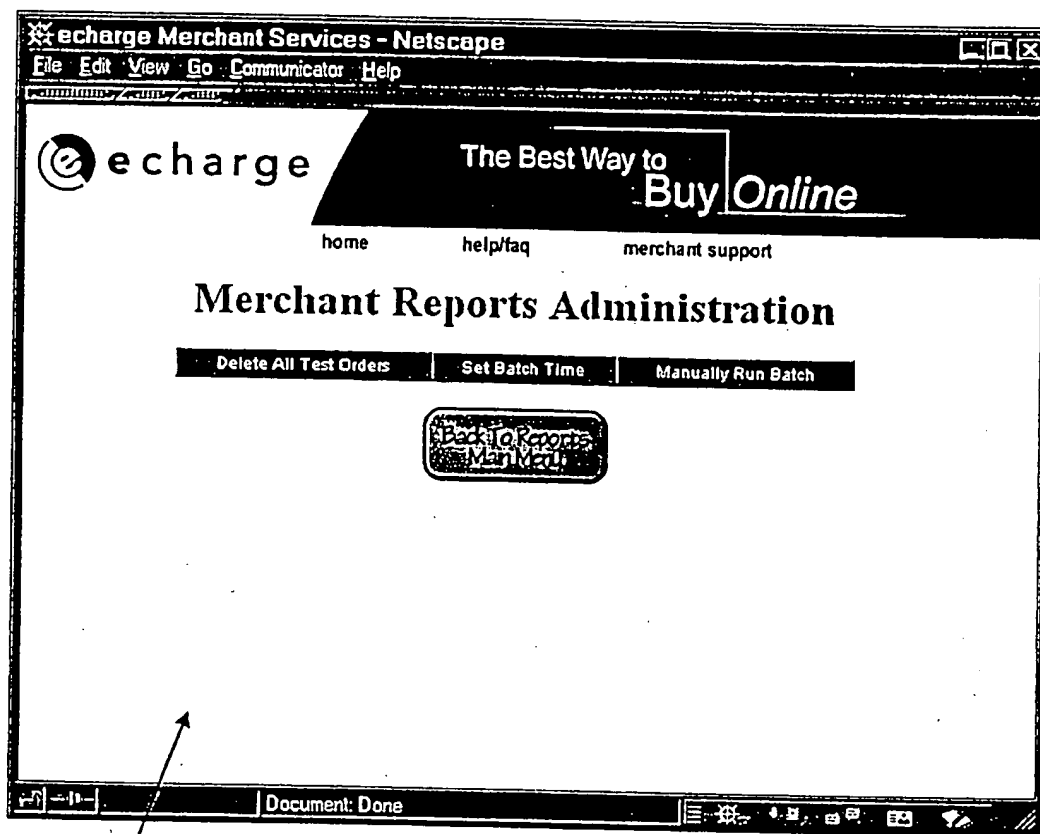 echarge Merchant Services - Netscape
File Edit View Go Communicator Help
echarge
The Best Way to
Buy Online
home help/faq merchant support
Merchant Reports Administration
Delete All Test Orders Set Batch Time Manually Run Batch
Back To Reports
Main Menu
Document: Done